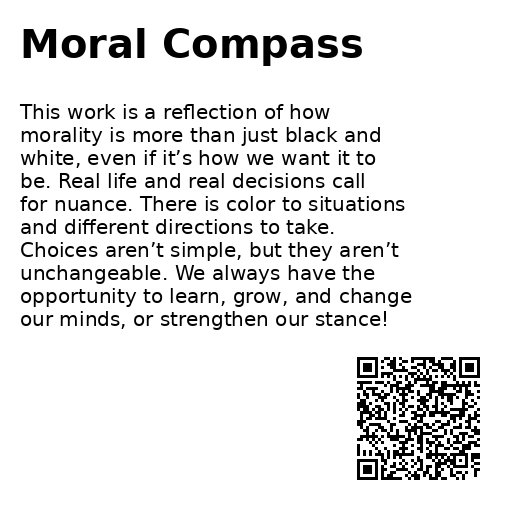 Moral Compass
This work is a reflection of how
morality is more than just black and
white, even if it’s how we want it to
be. Real life and real decisions call
for nuance. There is color to situations
and different directions to take.
Choices aren’t simple, but they aren’t
unchangeable. We always have the
opportunity to learn, grow, and change
our minds, or strengthen our stance!